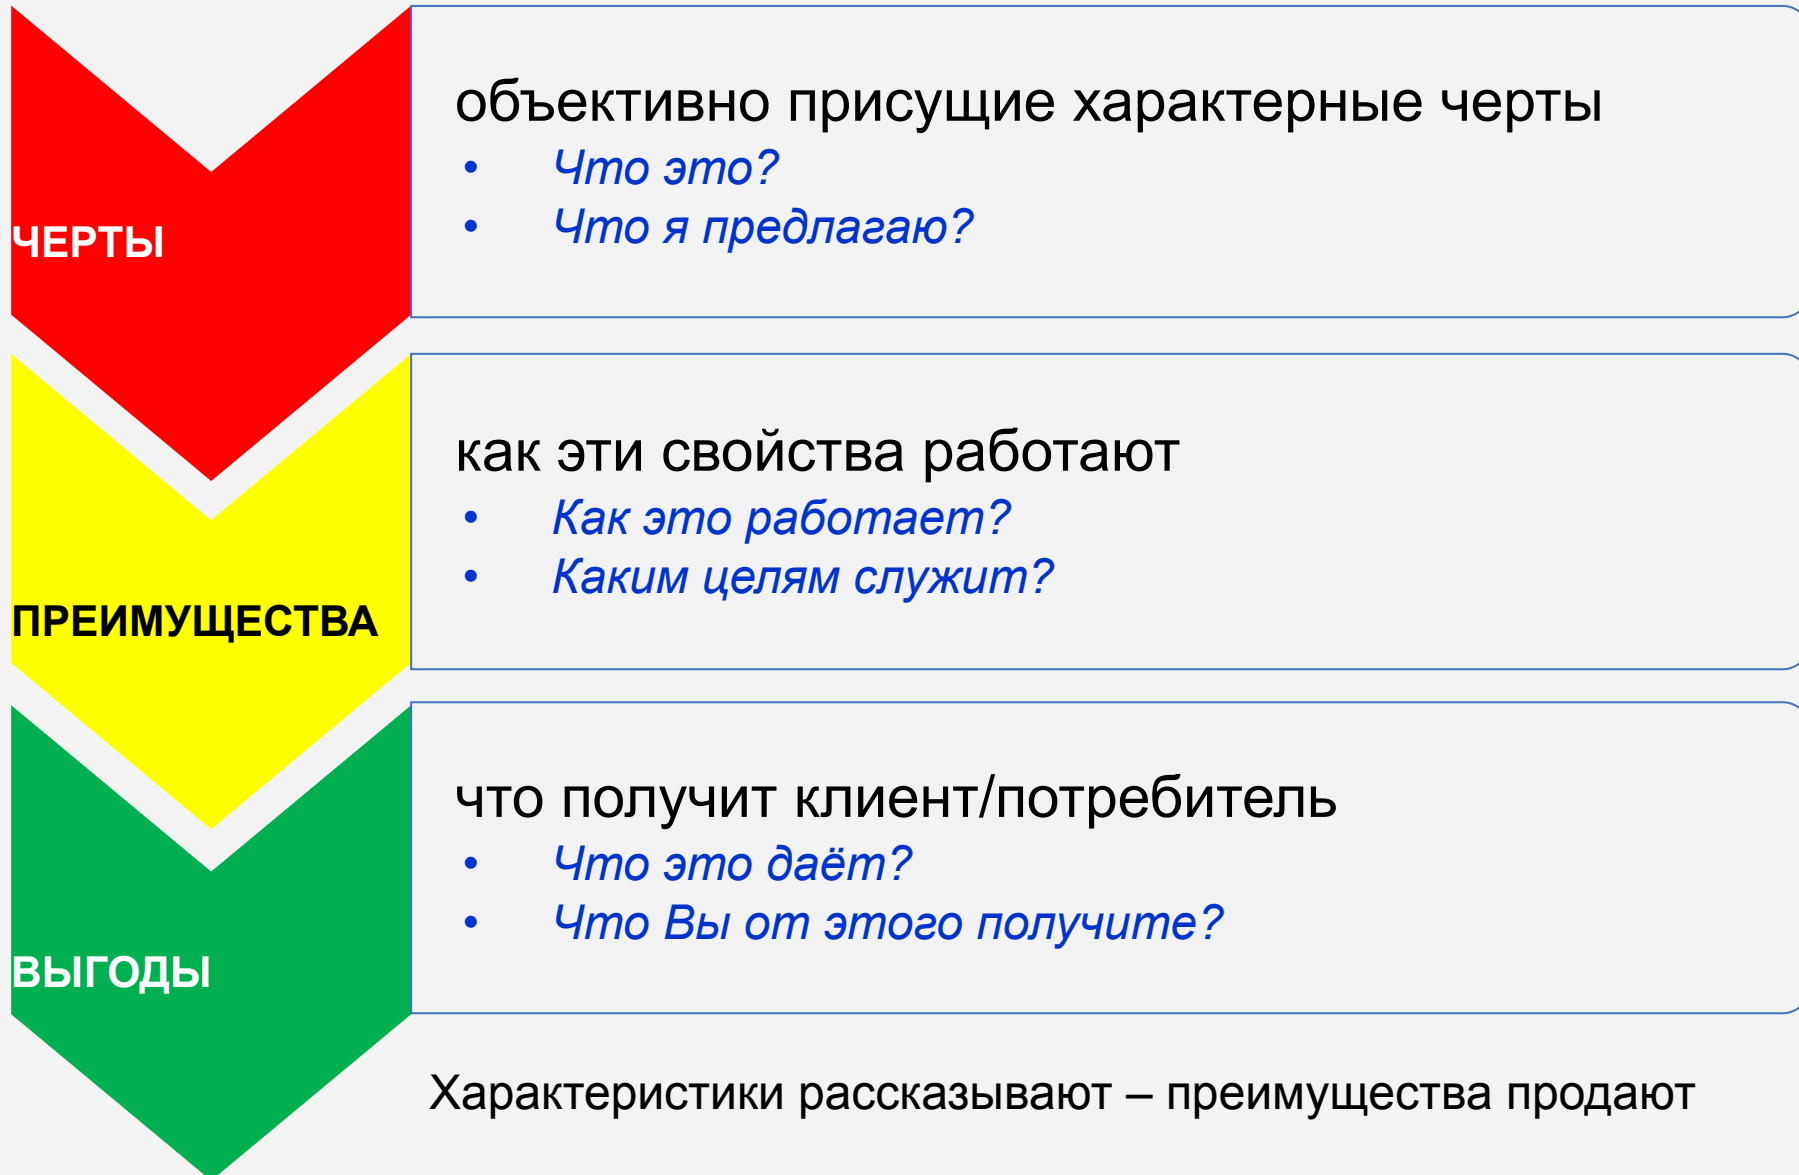 ЧЕРТЫ
объективно присущие характерные черты
• Что это?
• Что я предлагаю?
ПРЕИМУЩЕСТВА
как эти свойства работают
• Как это работает?
• Каким целям служит?
ВЫГОДЫ
что получит клиент/потребитель
• Что это даёт?
• Что Вы от этого получите?
Характеристики рассказывают – преимущества продают